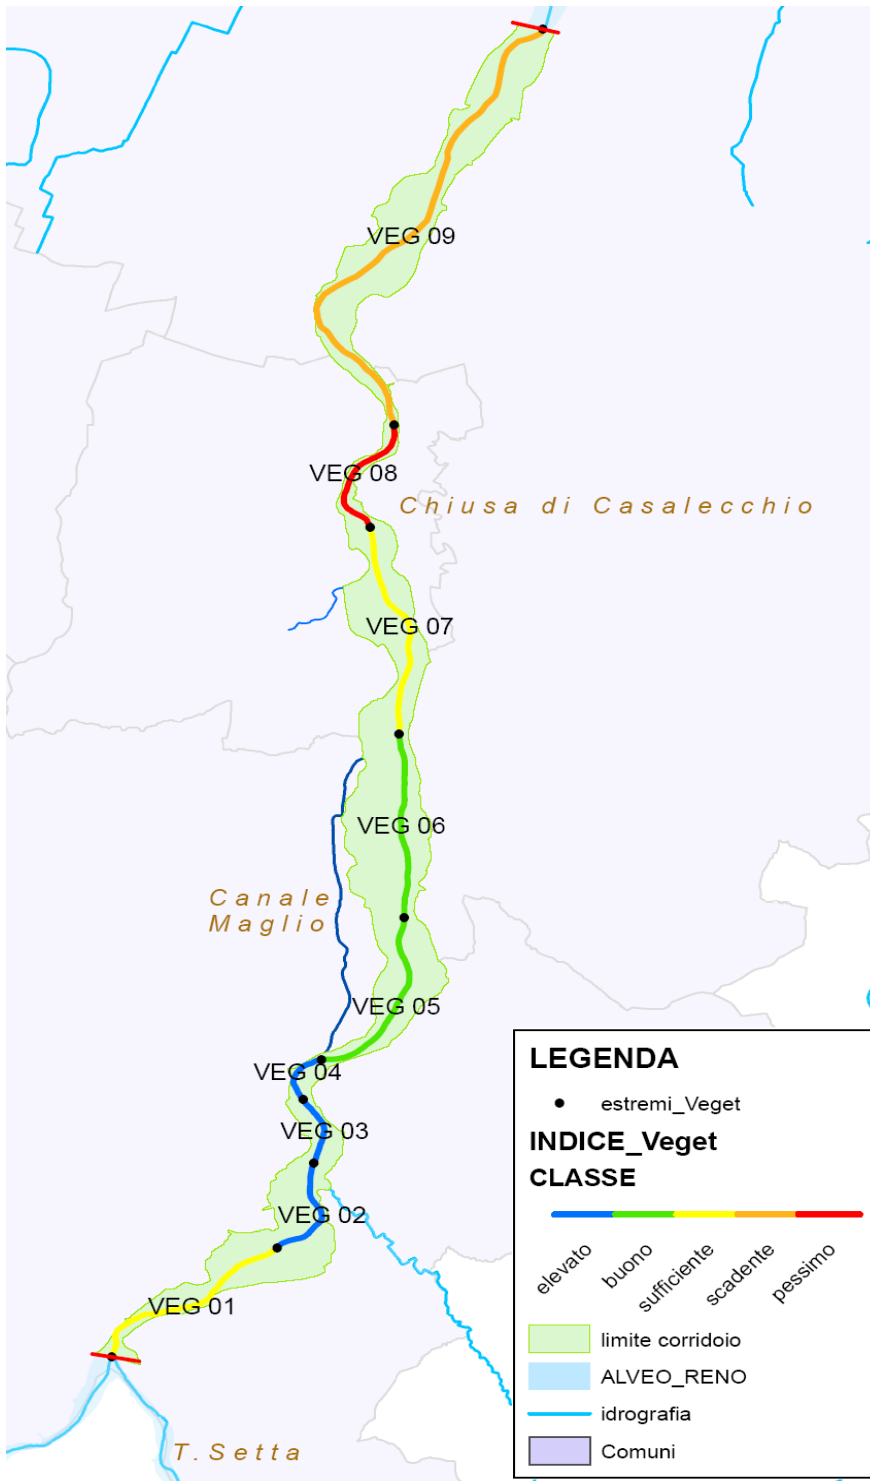 VEG 09
VEG 08
Chiusa di Casalecchio
VEG 07
VEG 06
Canale
Maglio
VEG 05
VEG 04
VEG 03
VEG 02
VEG 01
T.Setta
LEGENDA
estremi_Veget
INDICE_Veget
CLASSE
elevato
buono
sufficiente
scadente
pessimo
limite corridoio
ALVEO_RENO
idrografia
Comuni